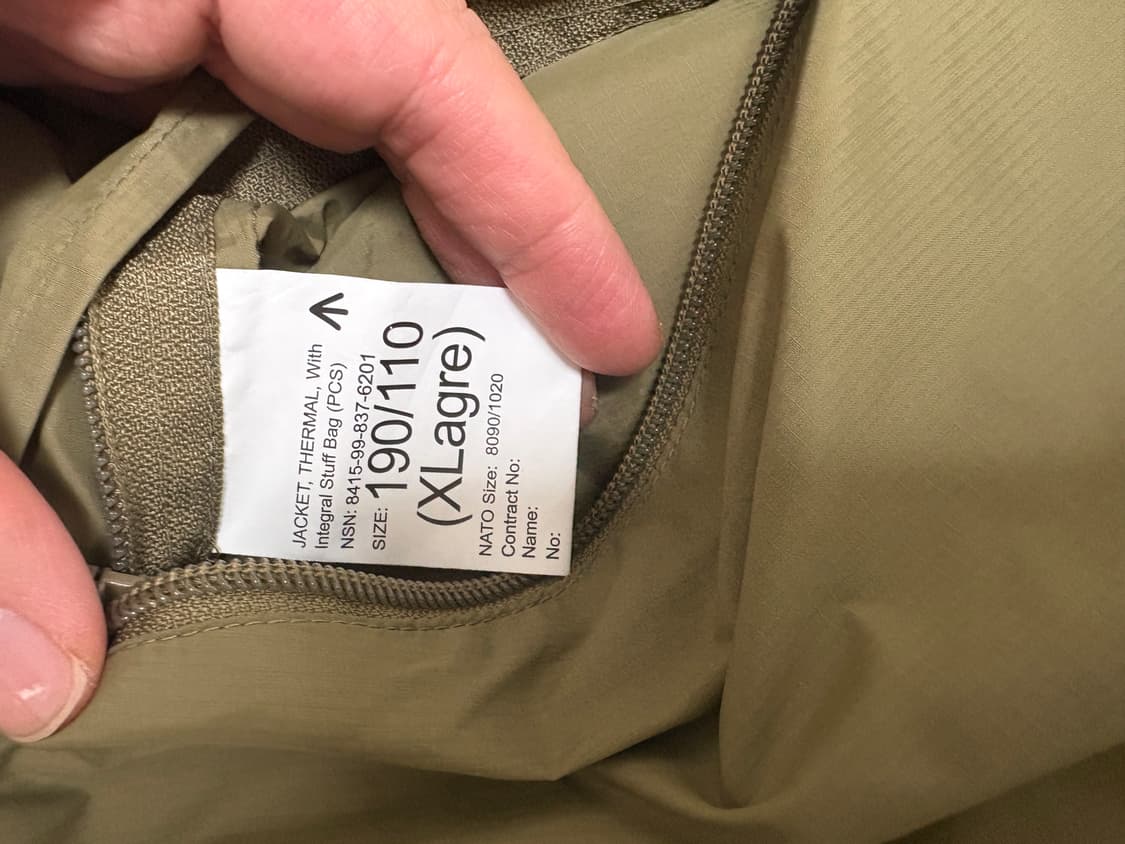 JACKET, THERMAL, With
Integral Stuff Bag (PCS)
NSN: 8415-99-837-6201
SIZE: 190/110
(XLagre)
NATO Size: 8090/1020
Contract No:
Name:
No: